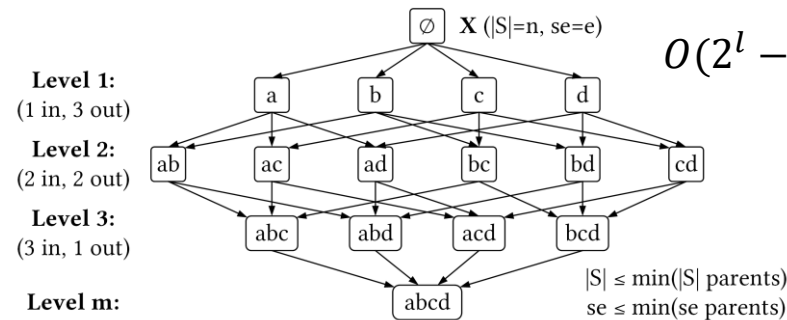 ∅ X (|S|=n, se=e)
O(2^l −
Level 1: a b c d
(1 in, 3 out)
Level 2: ab ac ad bc bd cd
(2 in, 2 out)
Level 3: abc abd acd bcd
(3 in, 1 out)
Level m: abcd
|S| ≤ min(|S| parents)
se ≤ min(se parents)